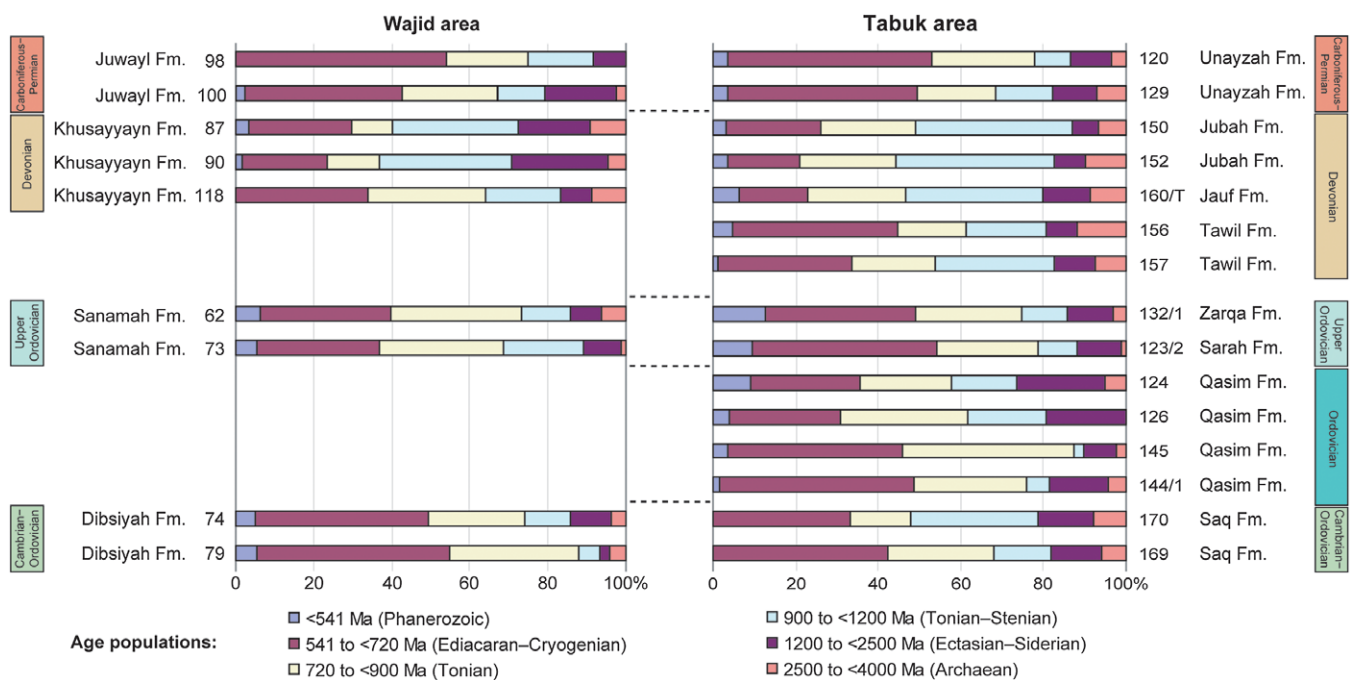 Wajid area
Tabuk area
Carboniferous–
Permian
Juwayl Fm. 98
Juwayl Fm. 100
Devonian
Khusayyayn Fm. 87
Khusayyayn Fm. 90
Khusayyayn Fm. 118
Upper
Ordovician
Sanamah Fm. 62
Sanamah Fm. 73
Cambrian–
Ordovician
Dibsiyah Fm. 74
Dibsiyah Fm. 79
0 20 40 60 80 100%
120 Unayzah Fm.
129 Unayzah Fm.
Carboniferous–
Permian
150 Jubah Fm.
152 Jubah Fm.
160/T Jauf Fm.
156 Tawil Fm.
157 Tawil Fm.
Devonian
132/1 Zarqa Fm.
123/2 Sarah Fm.
Upper
Ordovician
124 Qasim Fm.
126 Qasim Fm.
145 Qasim Fm.
144/1 Qasim Fm.
Ordovician
170 Saq Fm.
169 Saq Fm.
Cambrian–
Ordovician
0 20 40 60 80 100%
Age populations:
<541 Ma (Phanerozoic)
541 to <720 Ma (Ediacaran–Cryogenian)
720 to <900 Ma (Tonian)
900 to <1200 Ma (Tonian–Stenian)
1200 to <2500 Ma (Ectasian–Siderian)
2500 to <4000 Ma (Archaean)